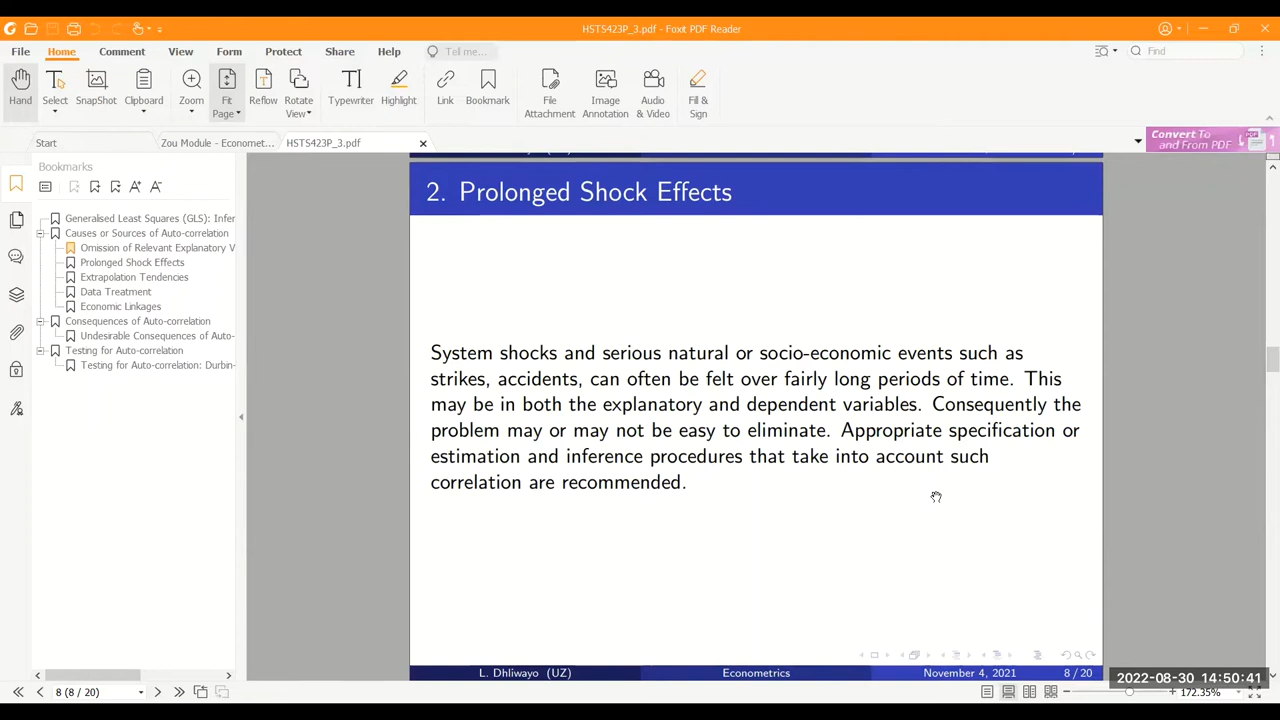 HSTS423P_3.pdf - Foxit PDF Reader
File Home Comment View Form Protect Share Help Tell me... Find
Hand Select SnapShot Clipboard Zoom Fit Page Reflow Rotate View Typewriter Highlight Link Bookmark File Attachment Image Annotation Audio & Video Fill & Sign
Start Zou Module - Economet... HSTS423P_3.pdf Convert To and From PDF
Bookmarks
Generalised Least Squares (GLS): Infer
Causes or Sources of Auto-correlation
Omission of Relevant Explanatory V
Prolonged Shock Effects
Extrapolation Tendencies
Data Treatment
Economic Linkages
Consequences of Auto-correlation
Undesirable Consequences of Auto-
Testing for Auto-correlation
Testing for Auto-correlation: Durbin-
2. Prolonged Shock Effects
System shocks and serious natural or socio-economic events such as
strikes, accidents, can often be felt over fairly long periods of time. This
may be in both the explanatory and dependent variables. Consequently the
problem may or may not be easy to eliminate. Appropriate specification or
estimation and inference procedures that take into account such
correlation are recommended.
L. Dhliwayo (UZ) Econometrics November 4, 2021 8 / 20
2022-08-30 14:50:41
8 (8 / 20) 172.35%